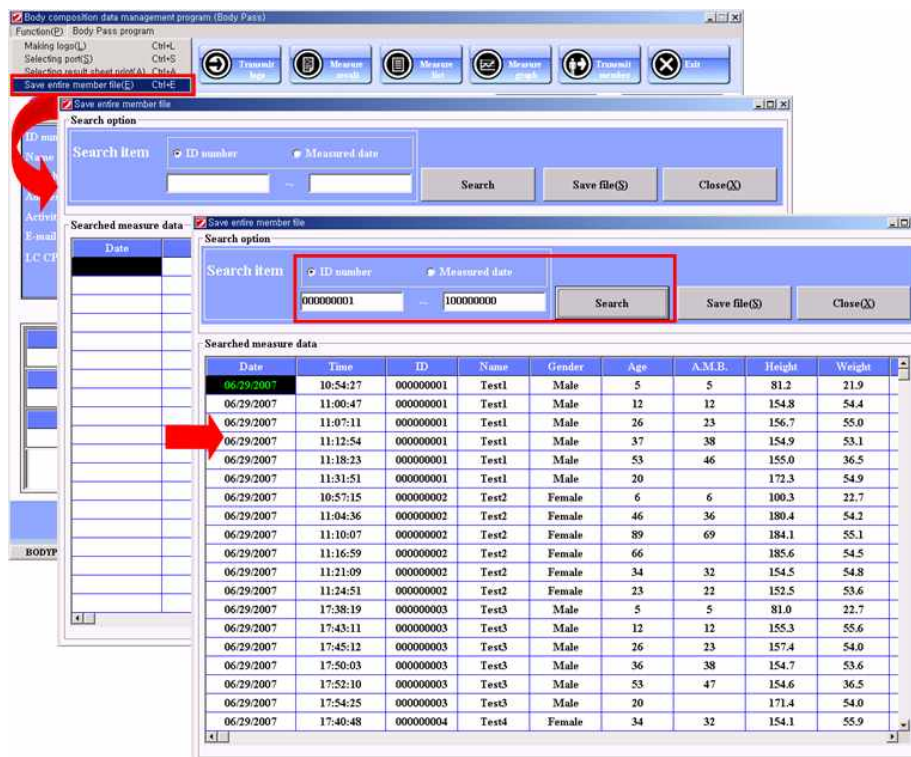 Body composition data management program (Body Pass)
Function(P) Body Pass program
Making logo(L) Ctrl+L
Selecting port(S) Ctrl+S
Selecting result sheet print(A) Ctrl+A
Save entire member file(E) Ctrl+E
Transmit logo
Measure result
Measure list
Measure graph
Transmit member
Exit
Save entire member file
Search option
Search item
ID number
Measured date
~
Search
Save file(S)
Close(X)
Searched measure data
Date
E-mail
BODYP
Save entire member file
Search option
Search item
ID number
Measured date
000000001 ~ 100000000
Search
Save file(S)
Close(X)
Searched measure data
Date Time ID Name Gender Age A.M.B. Height Weight
06/29/2007 10:54:27 000000001 Test1 Male 5 5 81.2 21.9
06/29/2007 11:00:47 000000001 Test1 Male 12 12 154.8 54.4
06/29/2007 11:07:11 000000001 Test1 Male 26 23 156.7 55.0
06/29/2007 11:12:54 000000001 Test1 Male 37 38 154.9 53.1
06/29/2007 11:18:23 000000001 Test1 Male 53 46 155.0 36.5
06/29/2007 11:31:51 000000001 Test1 Male 20 172.3 54.9
06/29/2007 10:57:15 000000002 Test2 Female 6 6 100.3 22.7
06/29/2007 11:04:36 000000002 Test2 Female 46 36 180.4 54.2
06/29/2007 11:10:07 000000002 Test2 Female 89 69 184.1 55.1
06/29/2007 11:16:59 000000002 Test2 Female 66 185.6 54.5
06/29/2007 11:21:09 000000002 Test2 Female 34 32 154.5 54.8
06/29/2007 11:24:51 000000002 Test2 Female 23 22 152.5 53.6
06/29/2007 17:38:19 000000003 Test3 Male 5 5 81.0 22.7
06/29/2007 17:43:11 000000003 Test3 Male 12 12 155.3 55.6
06/29/2007 17:45:12 000000003 Test3 Male 26 23 157.4 54.0
06/29/2007 17:50:03 000000003 Test3 Male 36 38 154.7 53.6
06/29/2007 17:52:10 000000003 Test3 Male 53 47 154.6 36.5
06/29/2007 17:54:25 000000003 Test3 Male 20 171.4 54.0
06/29/2007 17:40:48 000000004 Test4 Female 34 32 154.1 55.9